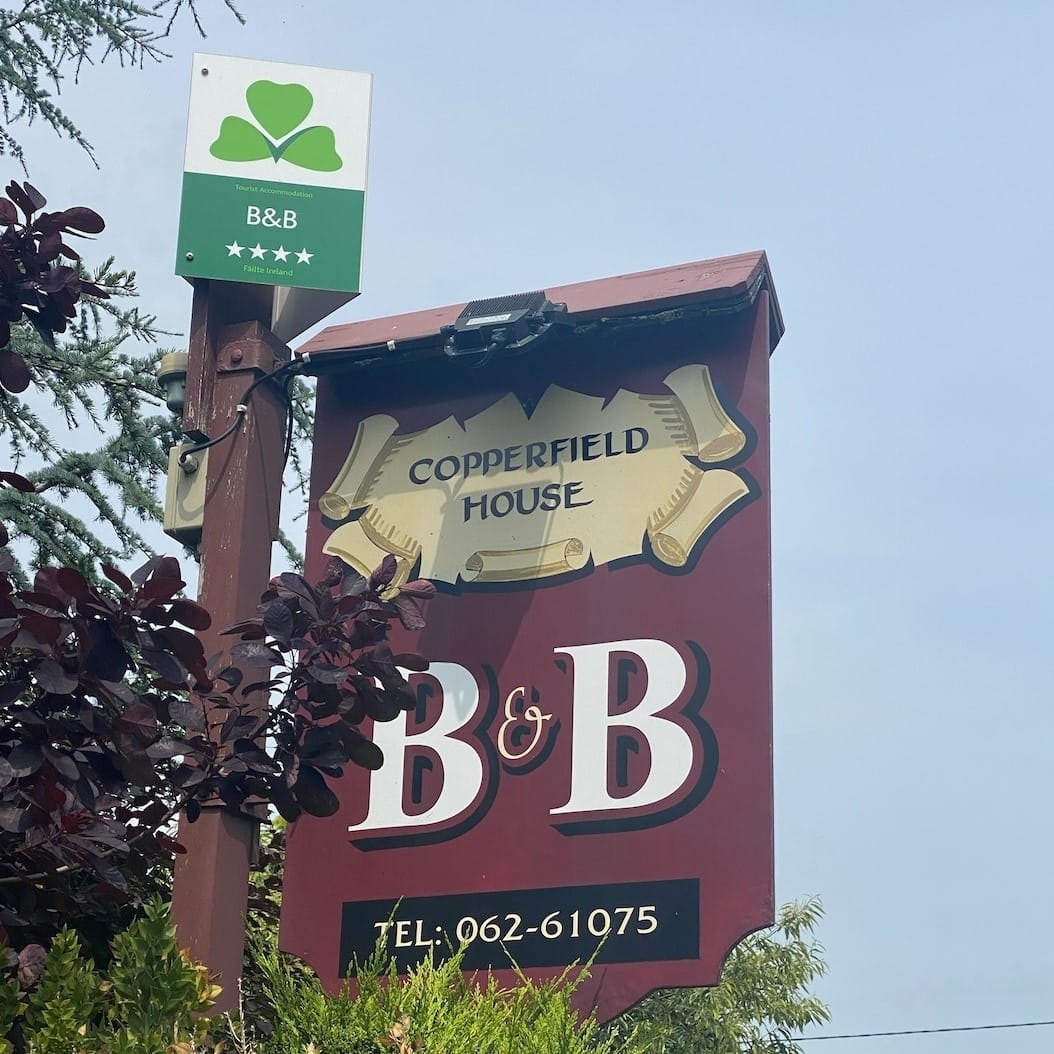 Tourist Accommodation
B&B
★★★★
Fáilte Ireland
COPPERFIELD
HOUSE
B & B
TEL: 062-61075